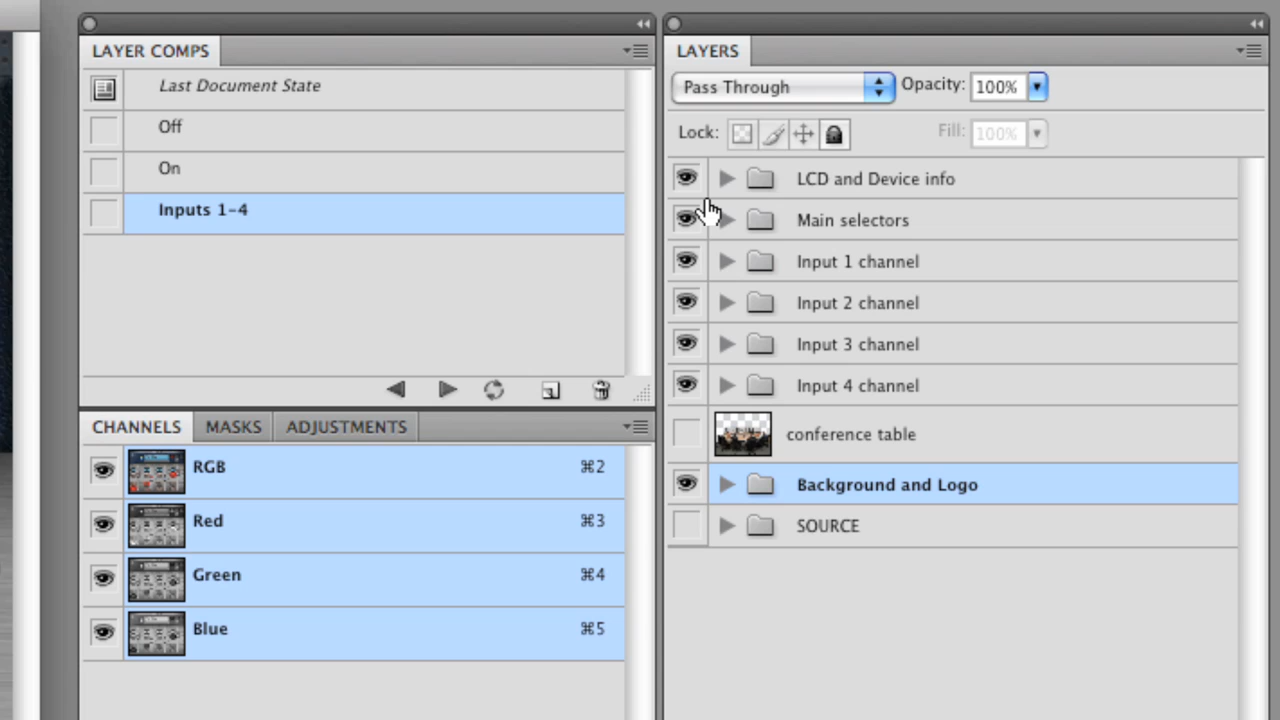 LAYER COMPS
Last Document State
Off
On
Inputs 1-4
CHANNELS MASKS ADJUSTMENTS
RGB ⌘2
Red ⌘3
Green ⌘4
Blue ⌘5
LAYERS
Pass Through Opacity: 100%
Lock: Fill: 100%
LCD and Device info
Main selectors
Input 1 channel
Input 2 channel
Input 3 channel
Input 4 channel
conference table
Background and Logo
SOURCE